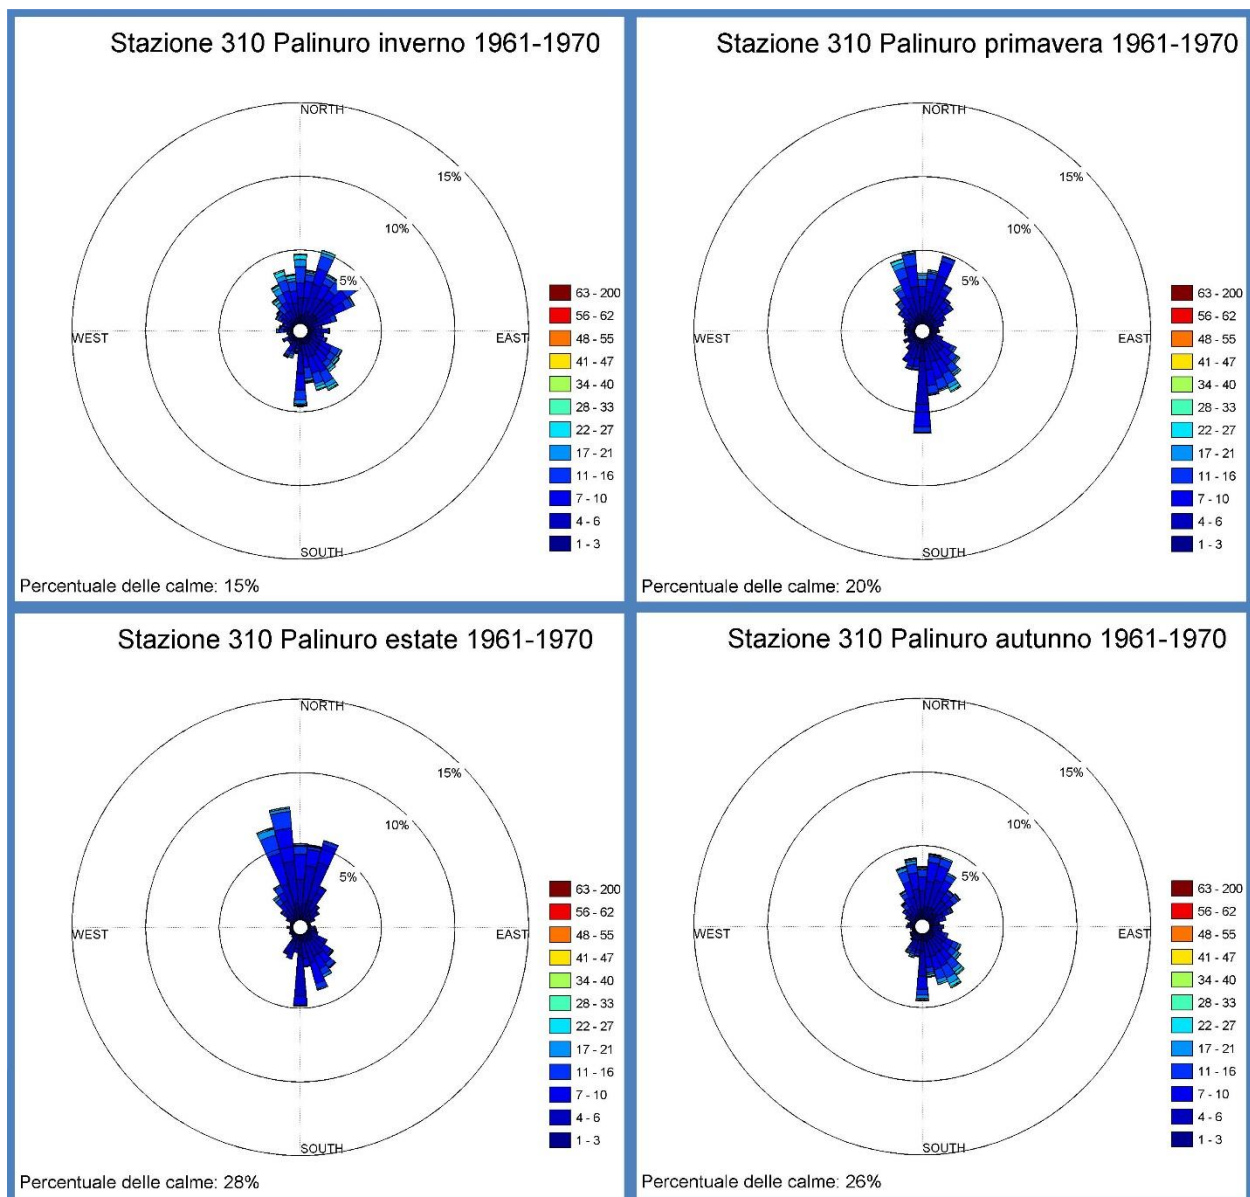 Stazione 310 Palinuro inverno 1961-1970
NORTH
15%
10%
5%
WEST
EAST
SOUTH
63 - 200
56 - 62
48 - 55
41 - 47
34 - 40
28 - 33
22 - 27
17 - 21
11 - 16
7 - 10
4 - 6
1 - 3
Percentuale delle calme: 15%
Stazione 310 Palinuro primavera 1961-1970
NORTH
15%
10%
5%
WEST
EAST
SOUTH
63 - 200
56 - 62
48 - 55
41 - 47
34 - 40
28 - 33
22 - 27
17 - 21
11 - 16
7 - 10
4 - 6
1 - 3
Percentuale delle calme: 20%
Stazione 310 Palinuro estate 1961-1970
NORTH
15%
10%
5%
WEST
EAST
SOUTH
63 - 200
56 - 62
48 - 55
41 - 47
34 - 40
28 - 33
22 - 27
17 - 21
11 - 16
7 - 10
4 - 6
1 - 3
Percentuale delle calme: 28%
Stazione 310 Palinuro autunno 1961-1970
NORTH
15%
10%
5%
WEST
EAST
SOUTH
63 - 200
56 - 62
48 - 55
41 - 47
34 - 40
28 - 33
22 - 27
17 - 21
11 - 16
7 - 10
4 - 6
1 - 3
Percentuale delle calme: 26%